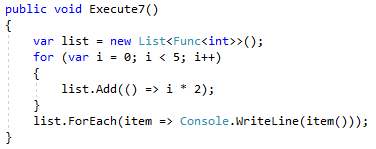 public void Execute7()
{
    var list = new List<Func<int>>();
    for (var i = 0; i < 5; i++)
    {
        list.Add(() => i * 2);
    }
    list.ForEach(item => Console.WriteLine(item()));
}